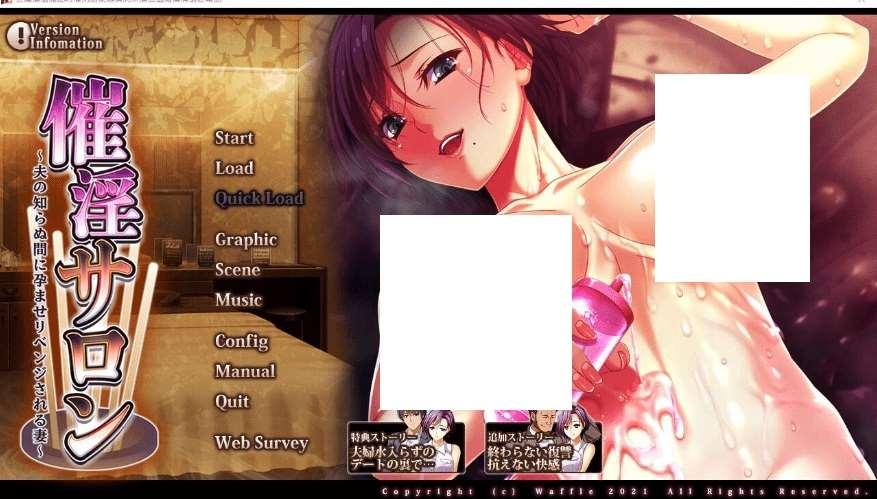 Version
Infomation
催淫サロン
～夫の知らぬ間に孕ませリベンジされる妻～
Start
Load
Quick Load
Graphic
Scene
Music
Config
Manual
Quit
Web Survey
特典ストーリー
夫婦水入らずの
デートの裏で…
追加ストーリー
終わらない復讐
抗えない快感
Copyright (c) Waffle 2021 All Rights Reserved.